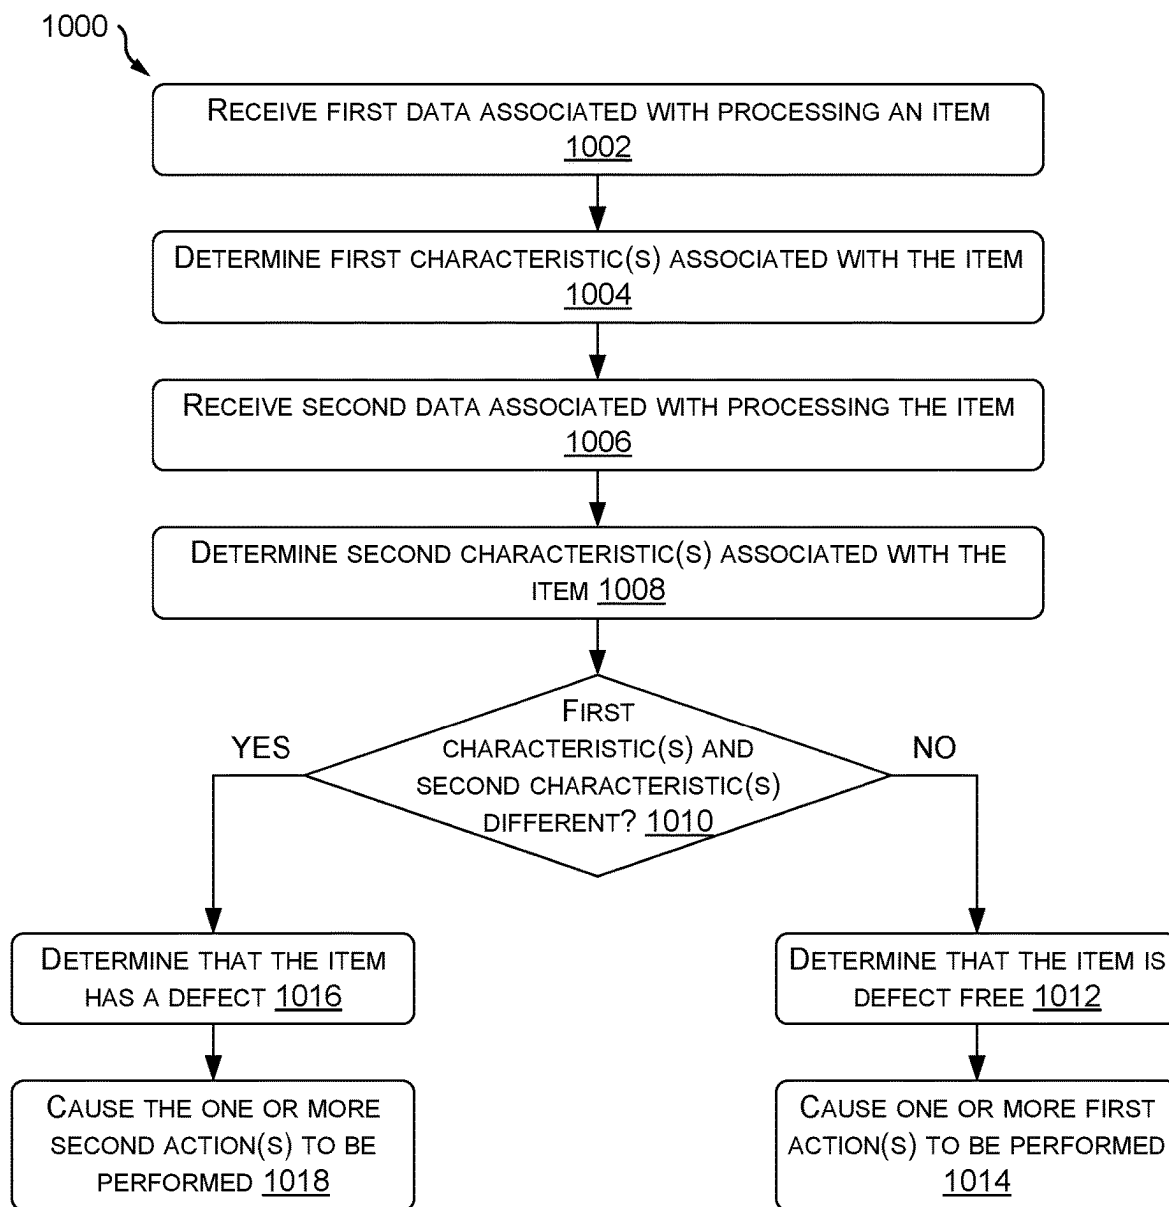 1000
RECEIVE FIRST DATA ASSOCIATED WITH PROCESSING AN ITEM
1002
DETERMINE FIRST CHARACTERISTIC(S) ASSOCIATED WITH THE ITEM
1004
RECEIVE SECOND DATA ASSOCIATED WITH PROCESSING THE ITEM
1006
DETERMINE SECOND CHARACTERISTIC(S) ASSOCIATED WITH THE
ITEM 1008
FIRST
CHARACTERISTIC(S) AND
SECOND CHARACTERISTIC(S)
DIFFERENT? 1010
YES
NO
DETERMINE THAT THE ITEM
HAS A DEFECT 1016
DETERMINE THAT THE ITEM IS
DEFECT FREE 1012
CAUSE THE ONE OR MORE
SECOND ACTION(S) TO BE
PERFORMED 1018
CAUSE ONE OR MORE FIRST
ACTION(S) TO BE PERFORMED
1014